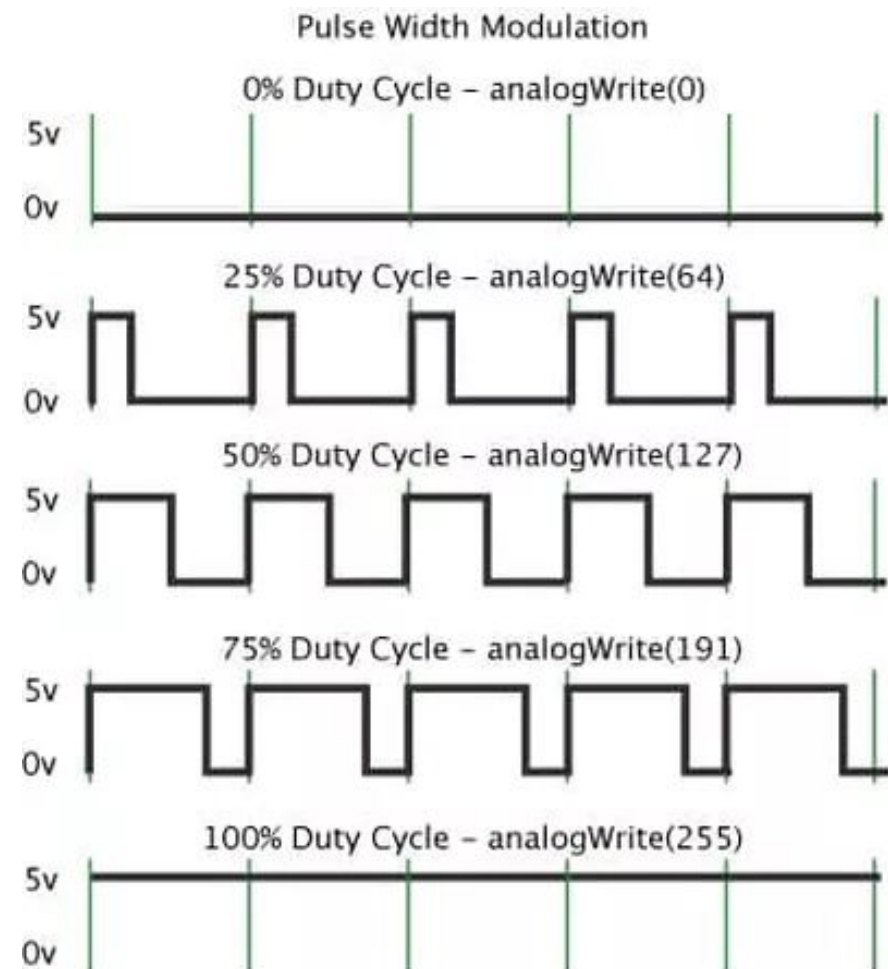 Pulse Width Modulation
0% Duty Cycle – analogWrite(0)
5v
0v
25% Duty Cycle – analogWrite(64)
5v
0v
50% Duty Cycle – analogWrite(127)
5v
0v
75% Duty Cycle – analogWrite(191)
5v
0v
100% Duty Cycle – analogWrite(255)
5v
0v